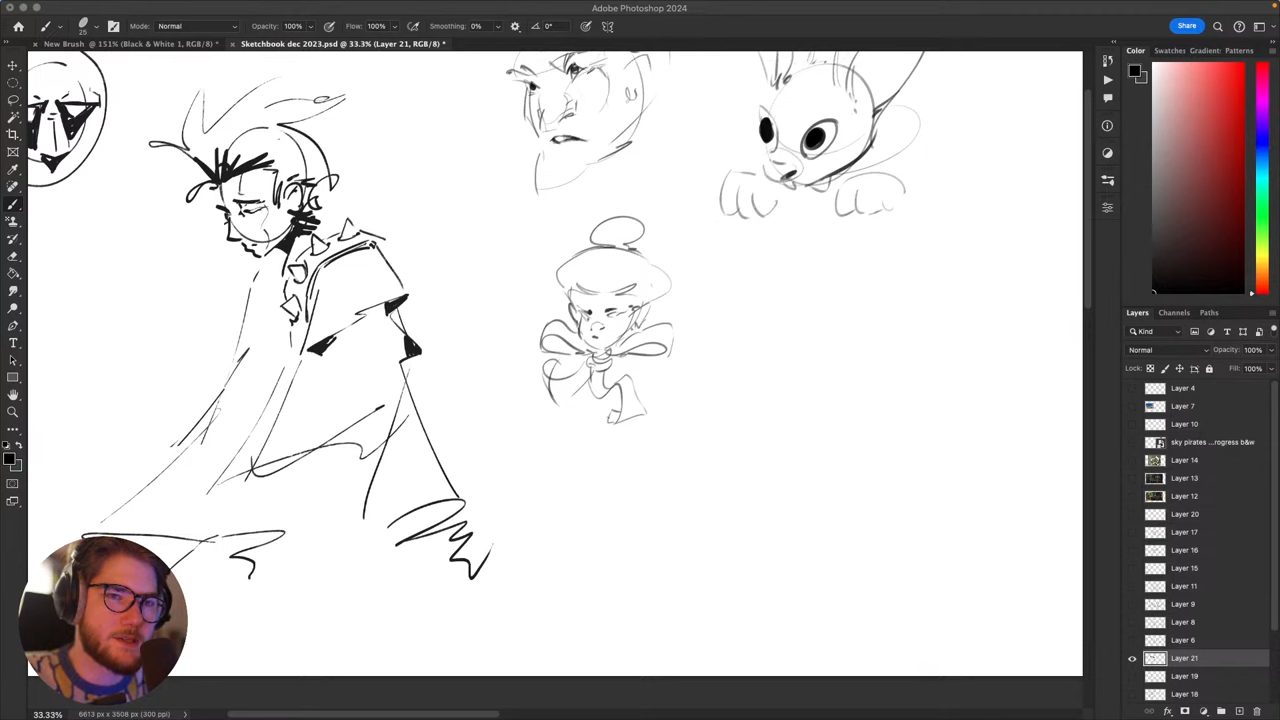 Adobe Photoshop 2024
25
Mode: Normal
Opacity: 100%
Flow: 100%
Smoothing: 0%
0°
Share
New Brush @ 151% (Black & White 1, RGB/8) *
Sketchbook dec 2023.psd @ 33.3% (Layer 21, RGB/8) *
Color
Swatches
Gradient:
Patterns
Layers
Channels
Paths
Kind
Normal
Opacity: 100%
Lock:
Fill: 100%
Layer 4
Layer 7
Layer 10
sky pirates ...rogress b&w
Layer 14
Layer 13
Layer 12
Layer 20
Layer 17
Layer 16
Layer 15
Layer 11
Layer 9
Layer 8
Layer 6
Layer 21
Layer 19
Layer 18
33.33%
6613 px x 3508 px (300 ppi)